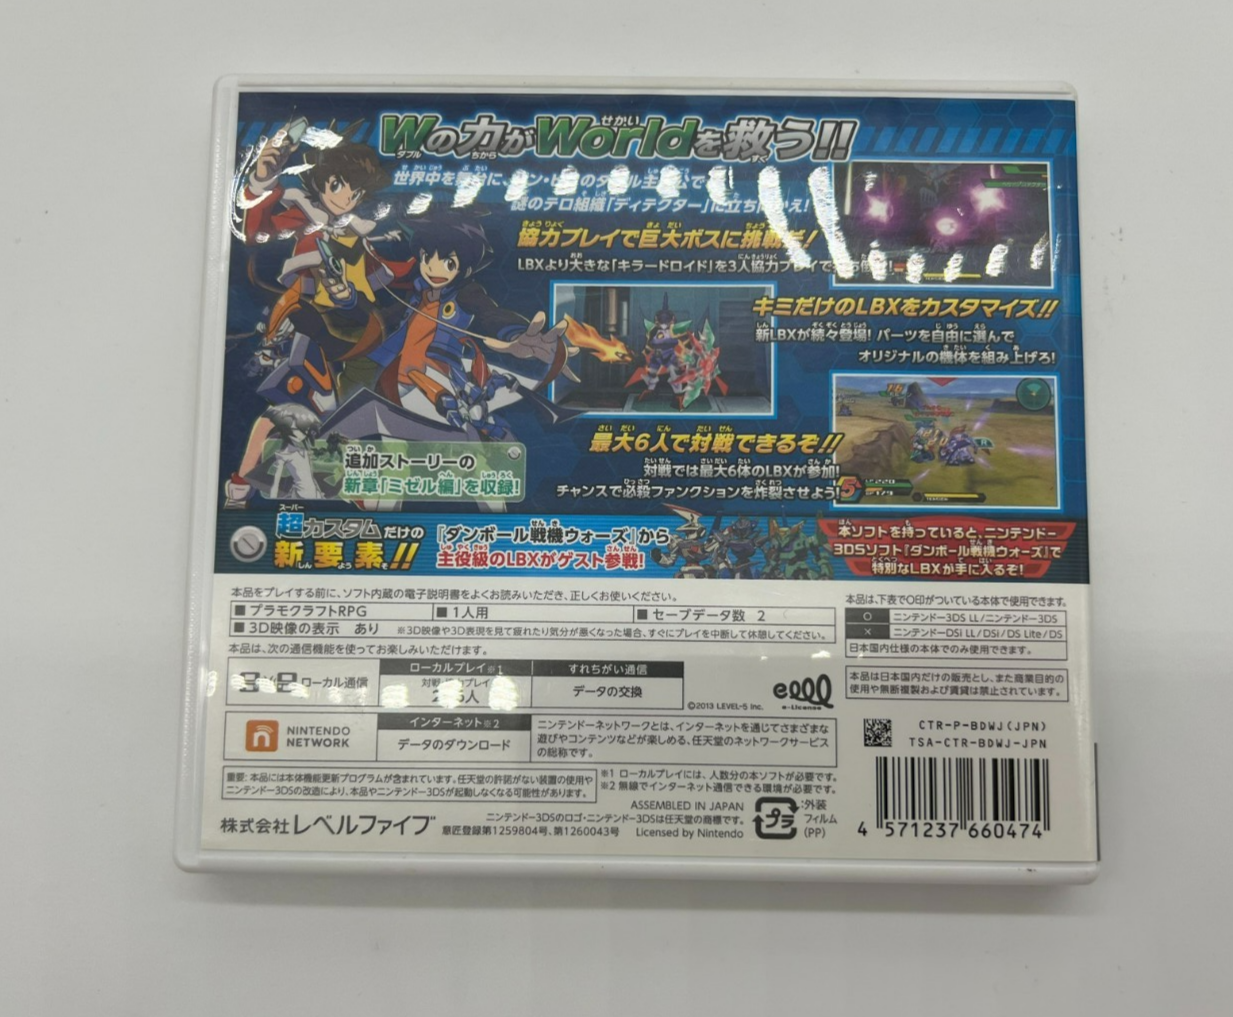 Wの力がWorldを救う!!
ダブル ちから せかい すく
世界中を
謎のテロ組織「ディテクター」に立ち
協力プレイで巨大ボスに挑戦だ!
LBXより大きな「キラードロイド」を3人協力プレイで
キミだけのLBXをカスタマイズ!!
新LBXが続々登場! パーツを自由に選んで
オリジナルの機体を組み上げろ!
最大6人で対戦できるぞ!!
対戦では最大6体のLBXが参加!
チャンスで必殺ファンクションを炸裂させよう!
追加ストーリーの
新章「ミゼル編」を収録!
超カスタムだけの
新要素!!
『ダンボール戦機ウォーズ』から
主役級のLBXがゲスト参戦!
本ソフトを持っていると、ニンテンドー
3DSソフト『ダンボール戦機ウォーズ』で
特別なLBXが手に入るぞ!
本品をプレイする前に、ソフト内蔵の電子説明書をよくお読みいただき、正しくお使いください。
■プラモクラフトRPG ■1人用 ■セーブデータ数 2
■3D映像の表示 あり ※3D映像や3D表現を見て疲れたり気分が悪くなった場合、すぐにプレイを中断して休憩してください。
本品は、次の通信機能を使ってお楽しみいただけます。
ローカル通信
ローカルプレイ※1
すれちがい通信
データの交換
©2013 LEVEL-5 Inc.
e-License
NINTENDO
NETWORK
インターネット※2
データのダウンロード
ニンテンドーネットワークとは、インターネットを通じてさまざまな
遊びやコンテンツなどが楽しめる、任天堂のネットワークサービス
の総称です。
重要: 本品には本体機能更新プログラムが含まれています。任天堂の許諾がない装置の使用や
ニンテンドー3DSの改造により、本品やニンテンドー3DSが起動しなくなる可能性があります。
※1 ローカルプレイには、人数分の本ソフトが必要です。
※2 無線でインターネット通信できる環境が必要です。
株式会社レベルファイブ
ASSEMBLED IN JAPAN
ニンテンドー3DSのロゴ・ニンテンドー3DSは任天堂の商標です。
意匠登録第1259804号、第1260043号 Licensed by Nintendo
プラ
:外装
フィルム
(PP)
本品は、下表で○印がついている本体で使用できます。
○ ニンテンドー3DS LL/ニンテンドー3DS
× ニンテンドーDSi LL/DSi/DS Lite/DS
日本国内仕様の本体でのみ使用できます。
本品は日本国内だけの販売とし、また商業目的の
使用や無断複製および賃貸は禁止されています。
CTR-P-BDWJ(JPN)
TSA-CTR-BDWJ-JPN
4 571237 660474